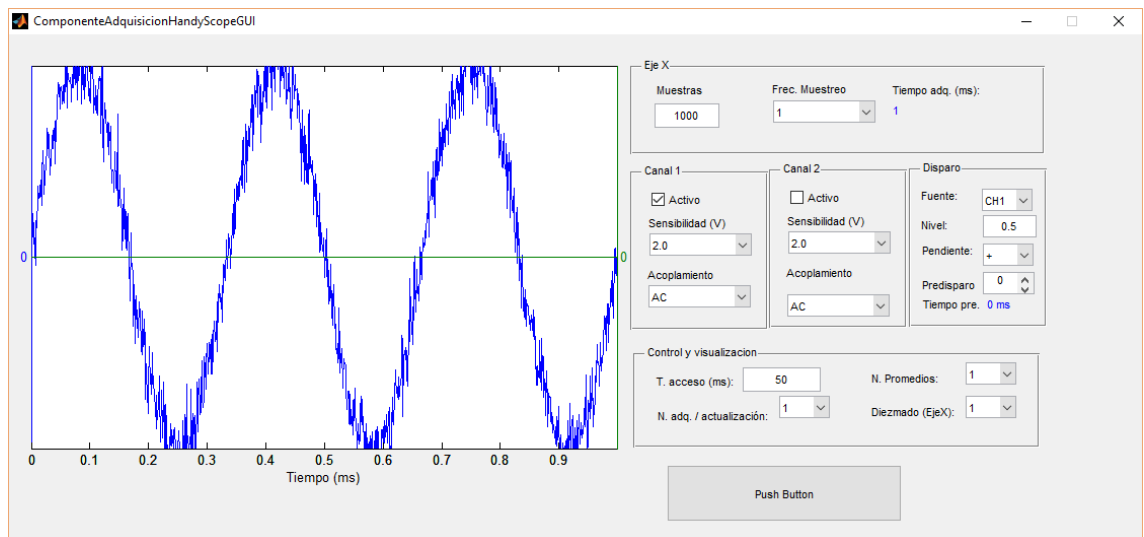 ComponenteAdquisicionHandyScopeGUI
0
0
0 0.1 0.2 0.3 0.4 0.5 0.6 0.7 0.8 0.9
Tiempo (ms)
Eje X
Muestras Frec. Muestreo Tiempo adq. (ms):
1000 1 1
Canal 1
Activo
Sensibilidad (V)
2.0
Acoplamiento
AC
Canal 2
Activo
Sensibilidad (V)
2.0
Acoplamiento
AC
Disparo
Fuente: CH1
Nivel: 0.5
Pendiente: +
Predisparo 0
Tiempo pre. 0 ms
Control y visualizacion
T. acceso (ms): 50 N. Promedios: 1
N. adq. / actualización: 1 Diezmado (EjeX): 1
Push Button